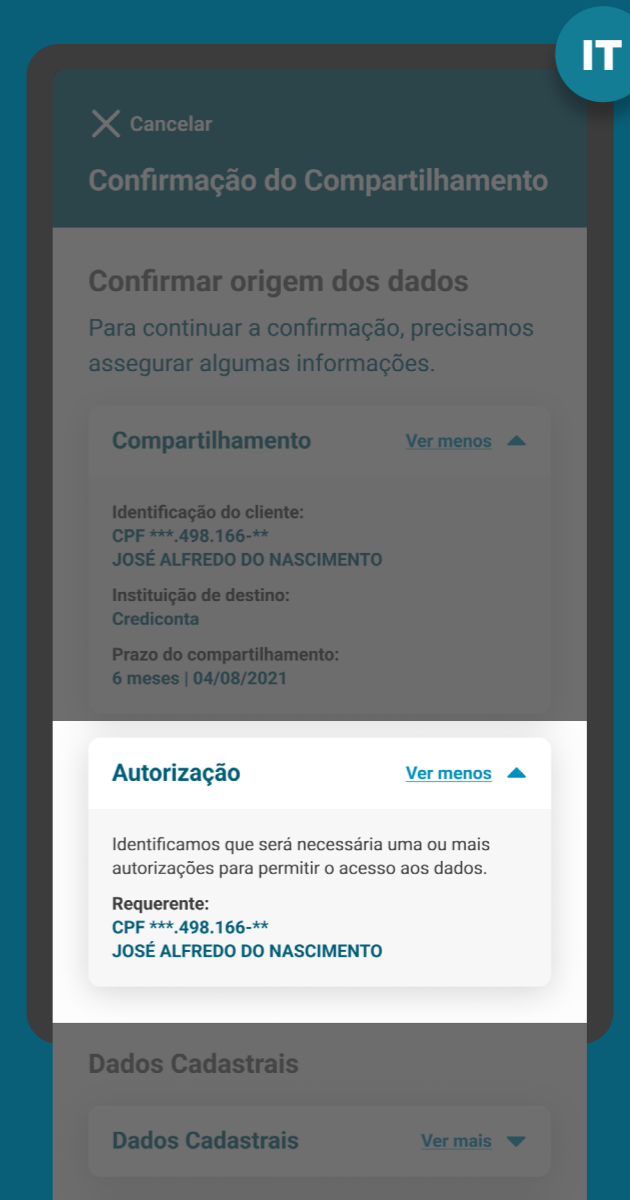 IT
Cancelar
Confirmação do Compartilhamento
Confirmar origem dos dados
Para continuar a confirmação, precisamos
assegurar algumas informações.
Compartilhamento Ver menos
Identificação do cliente:
CPF ***.498.166-**
JOSÉ ALFREDO DO NASCIMENTO
Instituição de destino:
Crediconta
Prazo do compartilhamento:
6 meses | 04/08/2021
Autorização Ver menos
Identificamos que será necessária uma ou mais
autorizações para permitir o acesso aos dados.
Requerente:
CPF ***.498.166-**
JOSÉ ALFREDO DO NASCIMENTO
Dados Cadastrais
Dados Cadastrais Ver mais